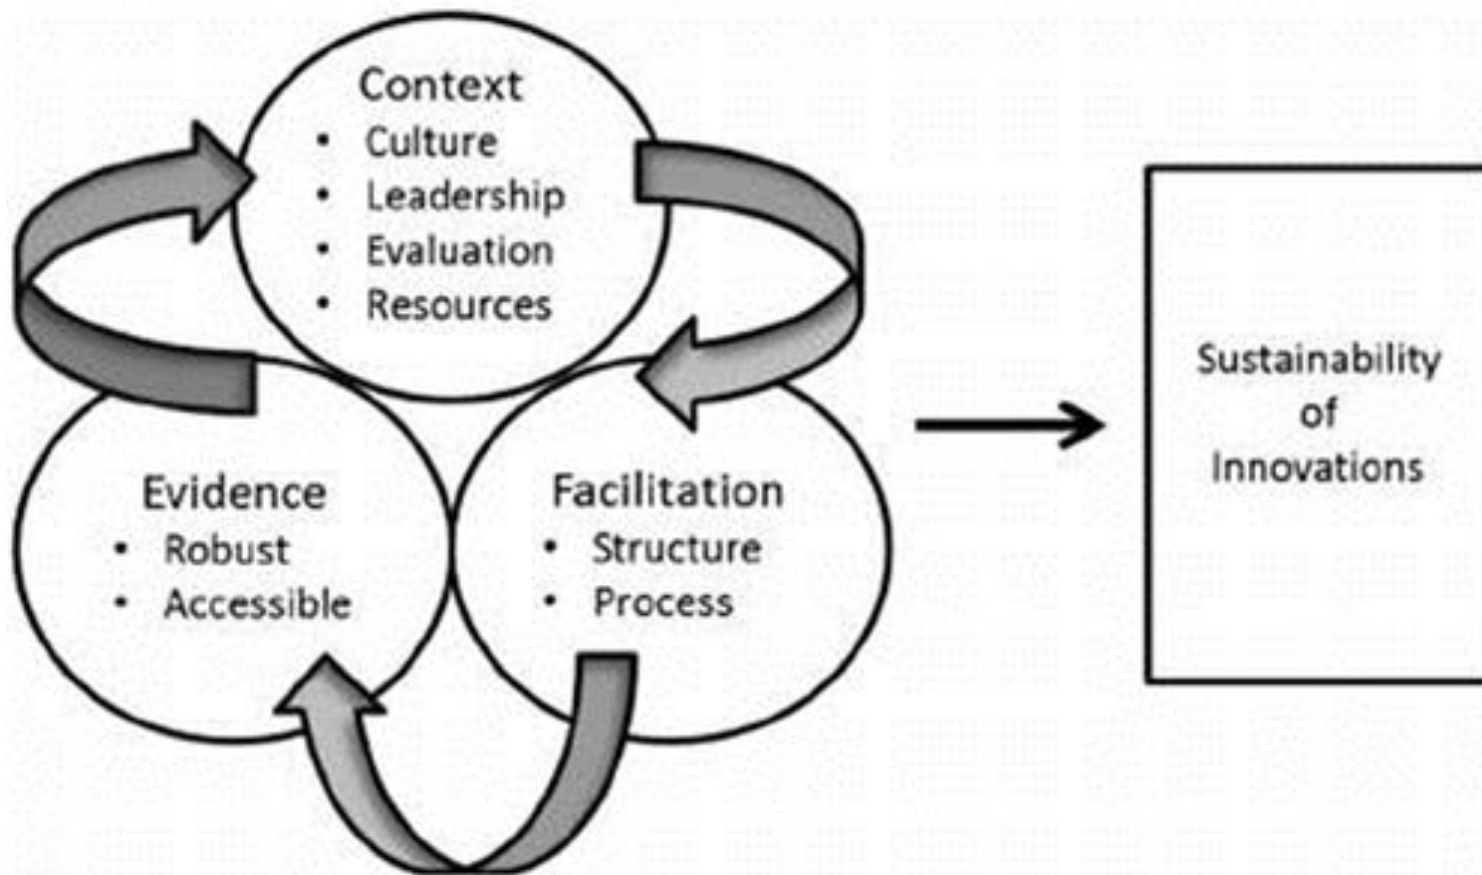 Context
• Culture
• Leadership
• Evaluation
• Resources
Evidence
• Robust
• Accessible
Facilitation
• Structure
• Process
Sustainability
of
Innovations